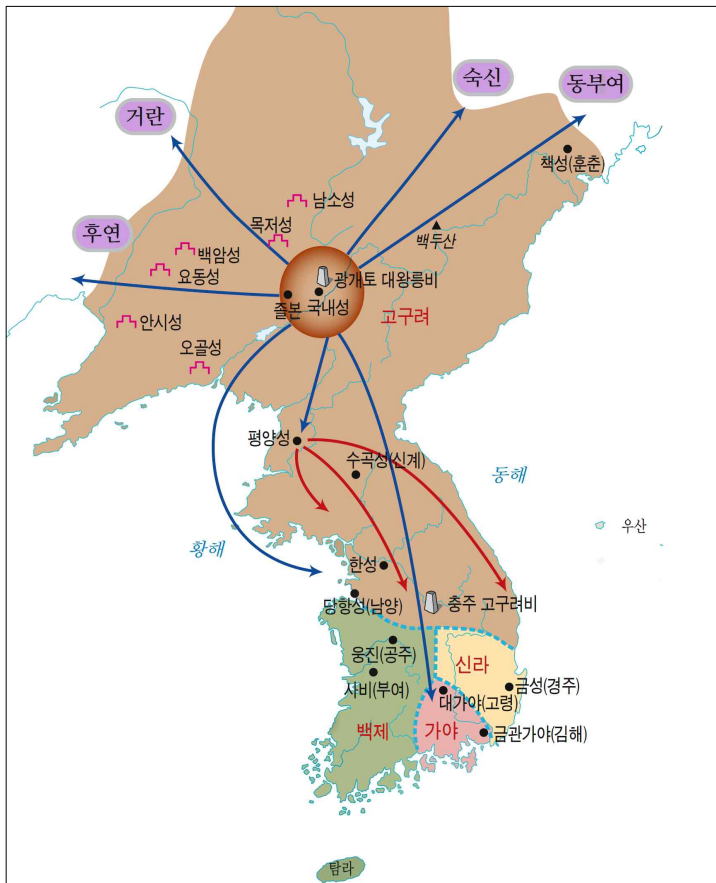 숙신
동부여
거란
책성(훈춘)
남소성
목저성
백두산
후연
백암성
요동성
광개토 대왕릉비
졸본
국내성
고구려
안시성
오골성
평양성
수곡성(신계)
동해
우산
황해
한성
당항성(남양)
충주 고구려비
웅진(공주)
신라
사비(부여)
금성(경주)
대가야(고령)
백제
가야
금관가야(김해)
탐라